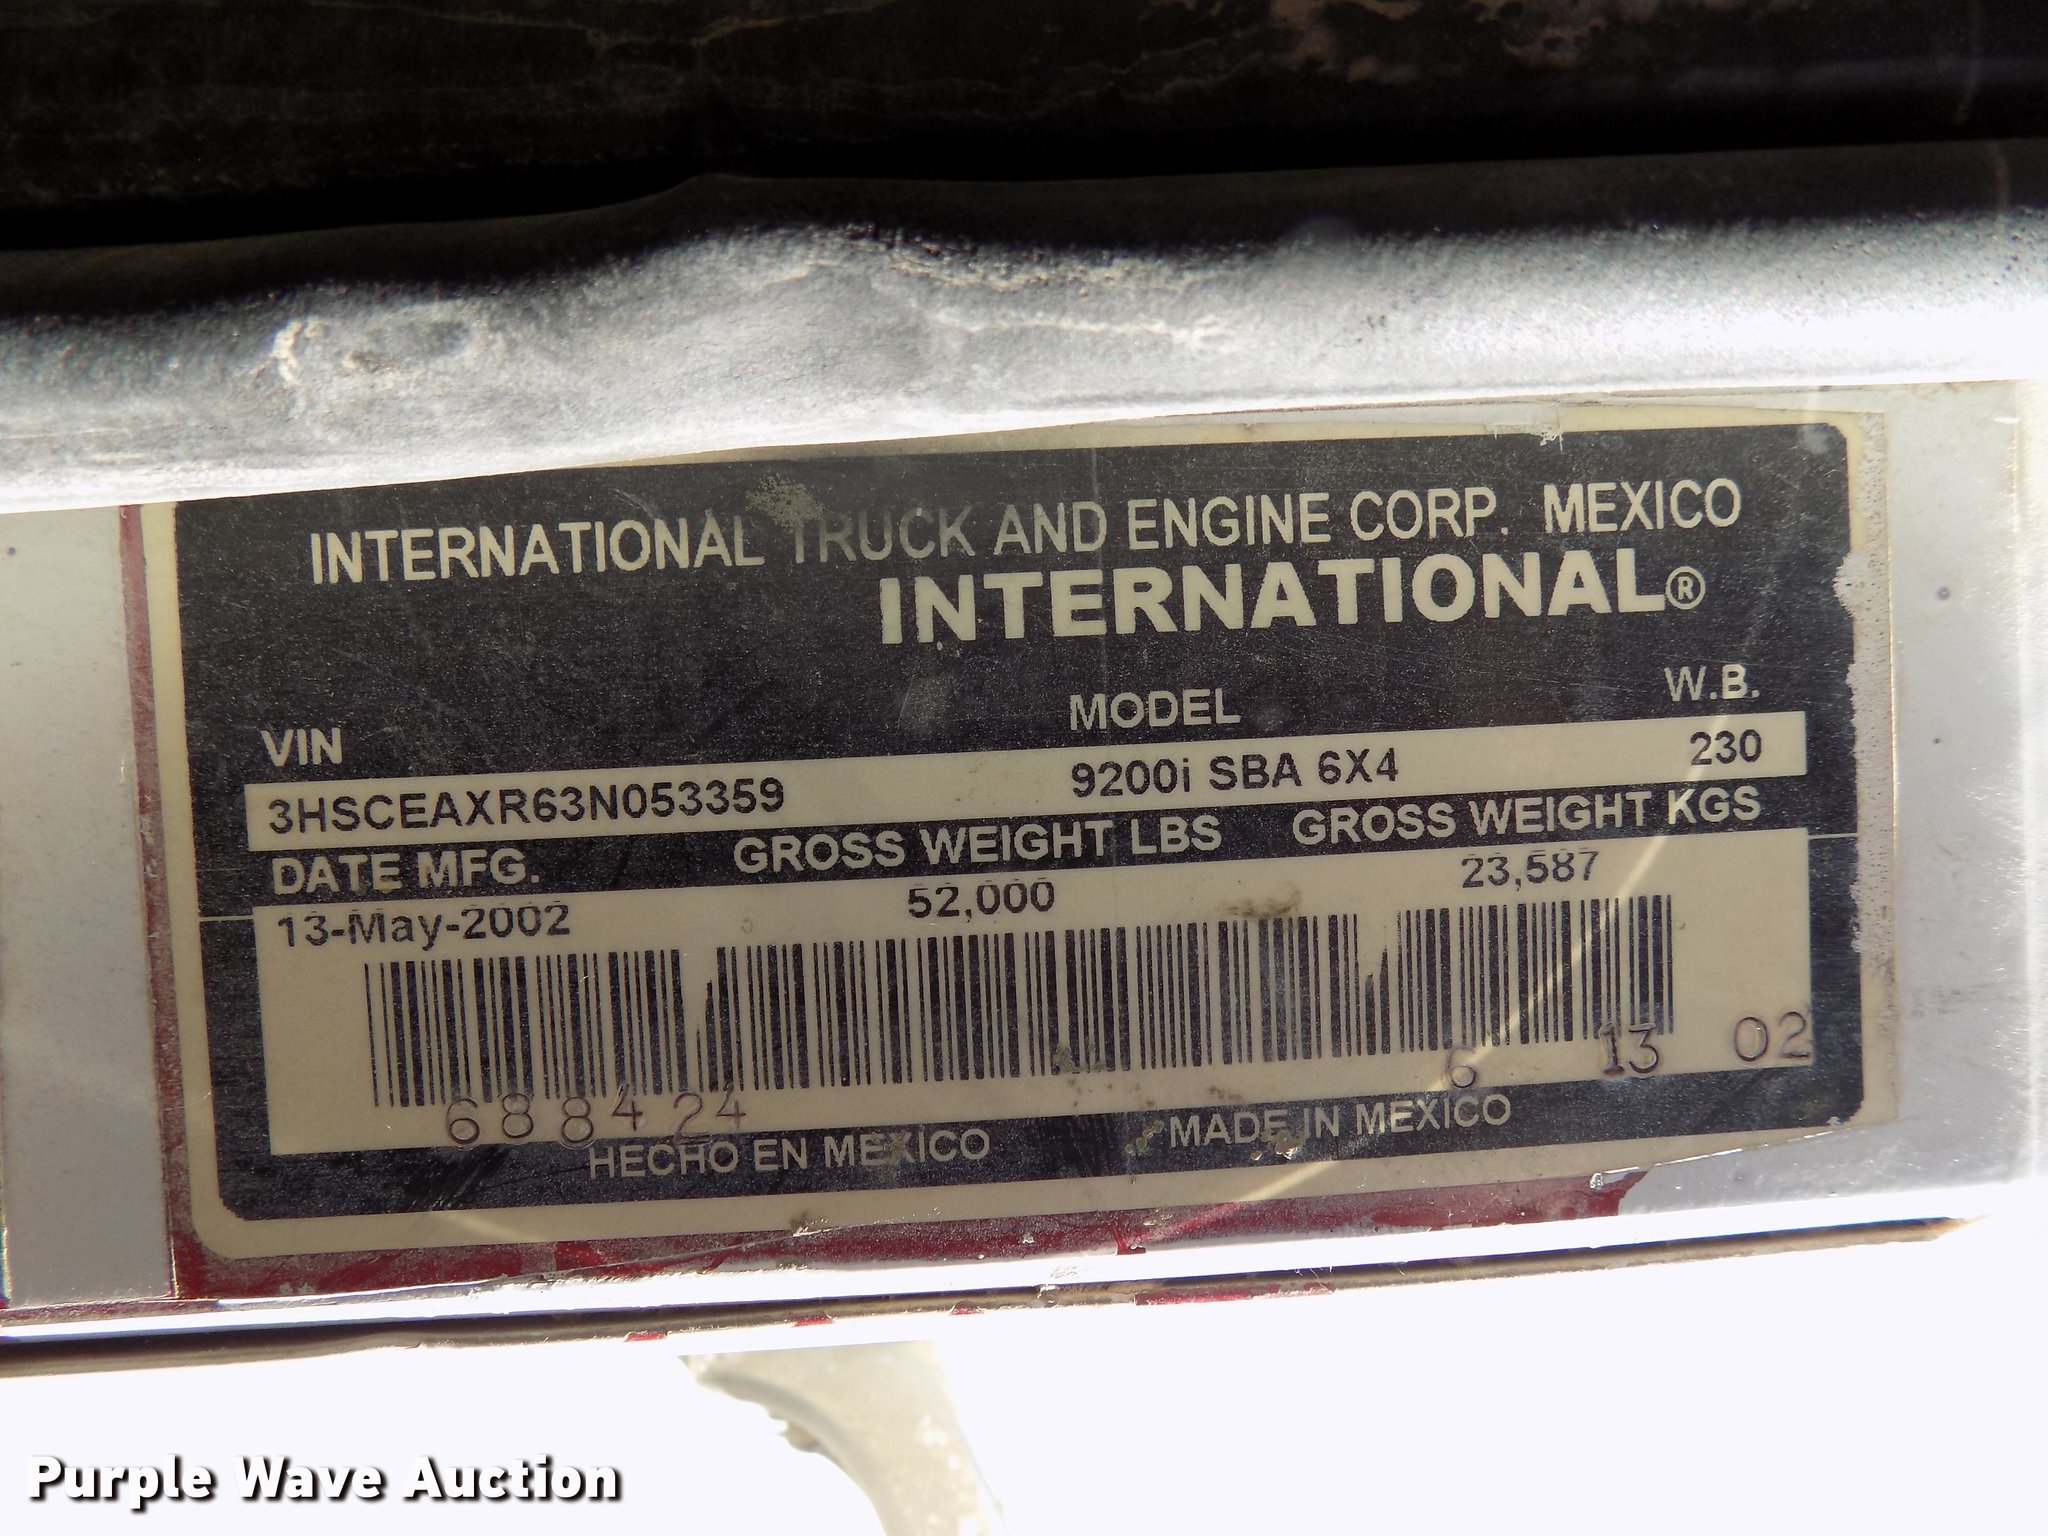 INTERNATIONAL TRUCK AND ENGINE CORP. MEXICO
INTERNATIONAL®
VIN MODEL W.B.
3HSCEAXR63N053359 9200i SBA 6X4 230
DATE MFG. GROSS WEIGHT LBS GROSS WEIGHT KGS
13-May-2002 52,000 23,587
688424 6 13 02
HECHO EN MEXICO MADE IN MEXICO
Purple Wave Auction